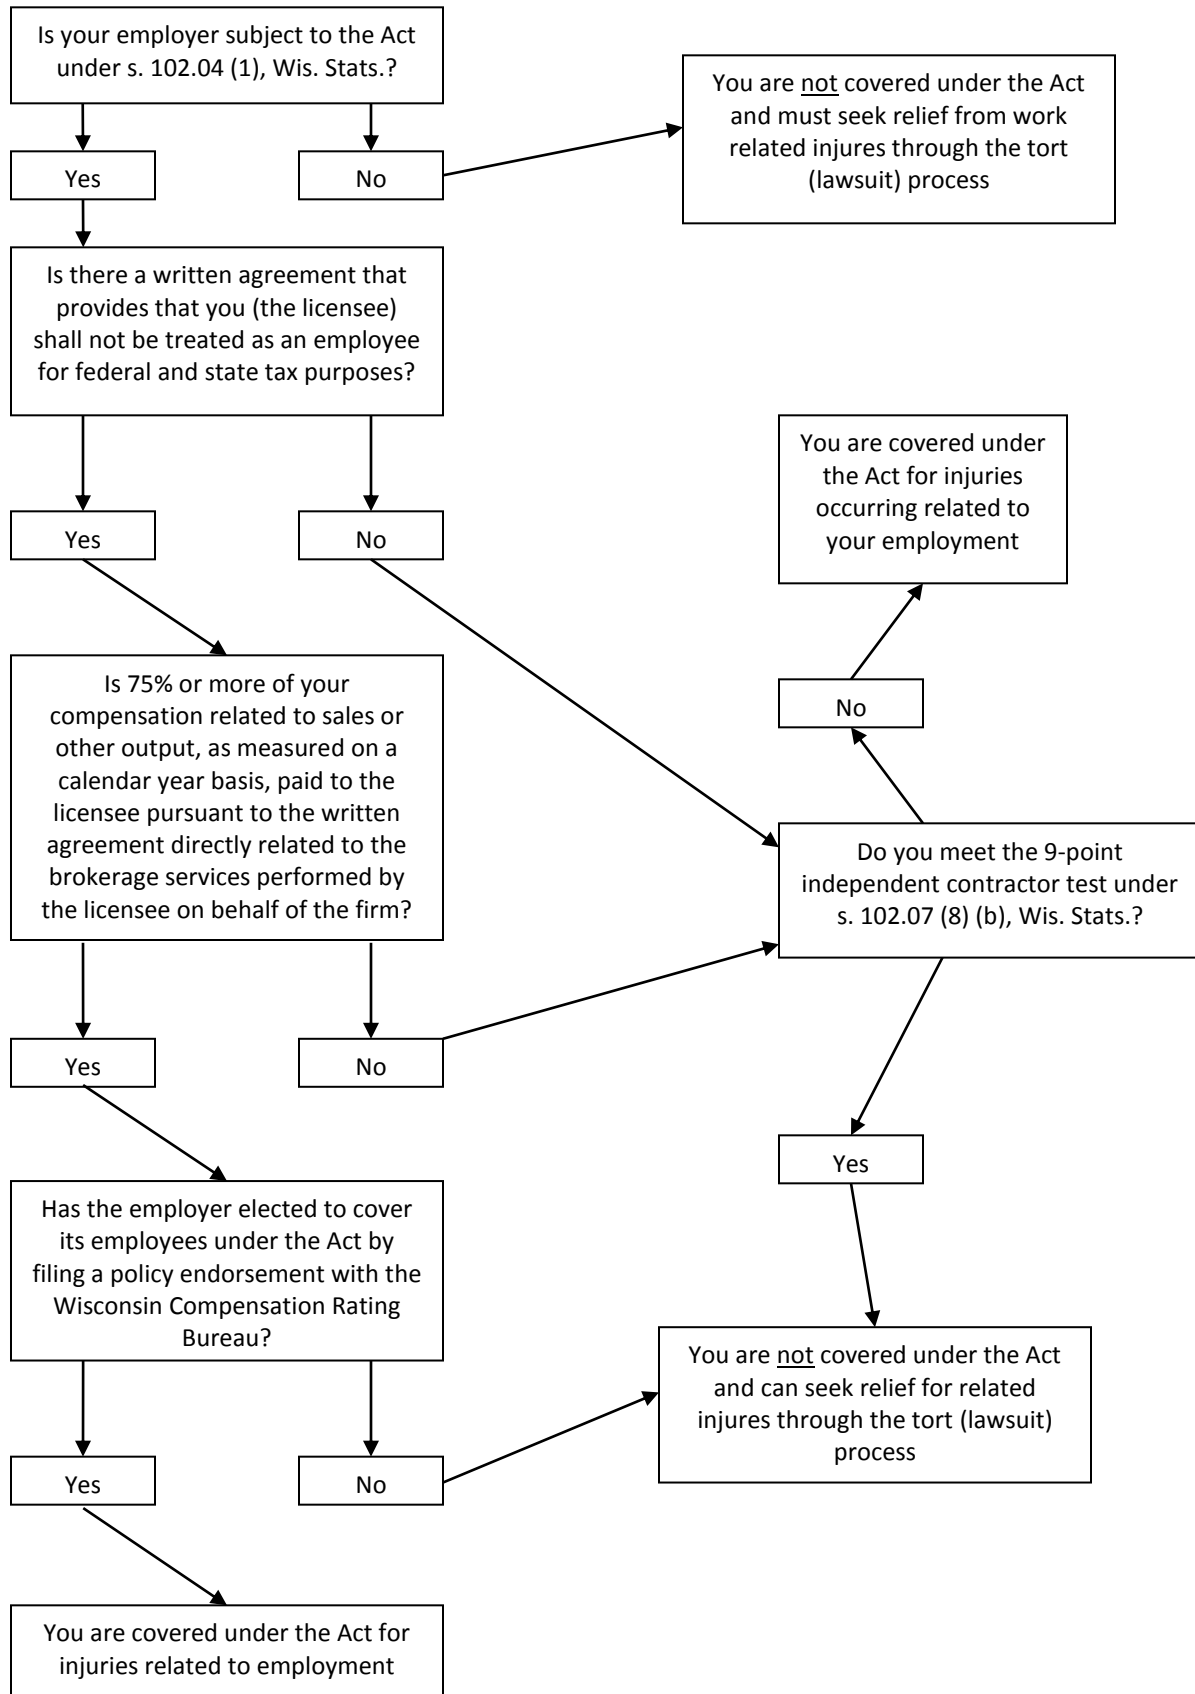 Is your employer subject to the Act
under s. 102.04 (1), Wis. Stats.?
You are not covered under the Act
and must seek relief from work
related injures through the tort
(lawsuit) process
Yes
No
Is there a written agreement that
provides that you (the licensee)
shall not be treated as an employee
for federal and state tax purposes?
You are covered under
the Act for injuries
occurring related to
your employment
Yes
No
Is 75% or more of your
compensation related to sales or
other output, as measured on a
calendar year basis, paid to the
licensee pursuant to the written
agreement directly related to the
brokerage services performed by
the licensee on behalf of the firm?
No
Do you meet the 9-point
independent contractor test under
s. 102.07 (8) (b), Wis. Stats.?
Yes
No
Yes
Has the employer elected to cover
its employees under the Act by
filing a policy endorsement with the
Wisconsin Compensation Rating
Bureau?
You are not covered under the Act
and can seek relief for related
injures through the tort (lawsuit)
process
Yes
No
You are covered under the Act for
injuries related to employment